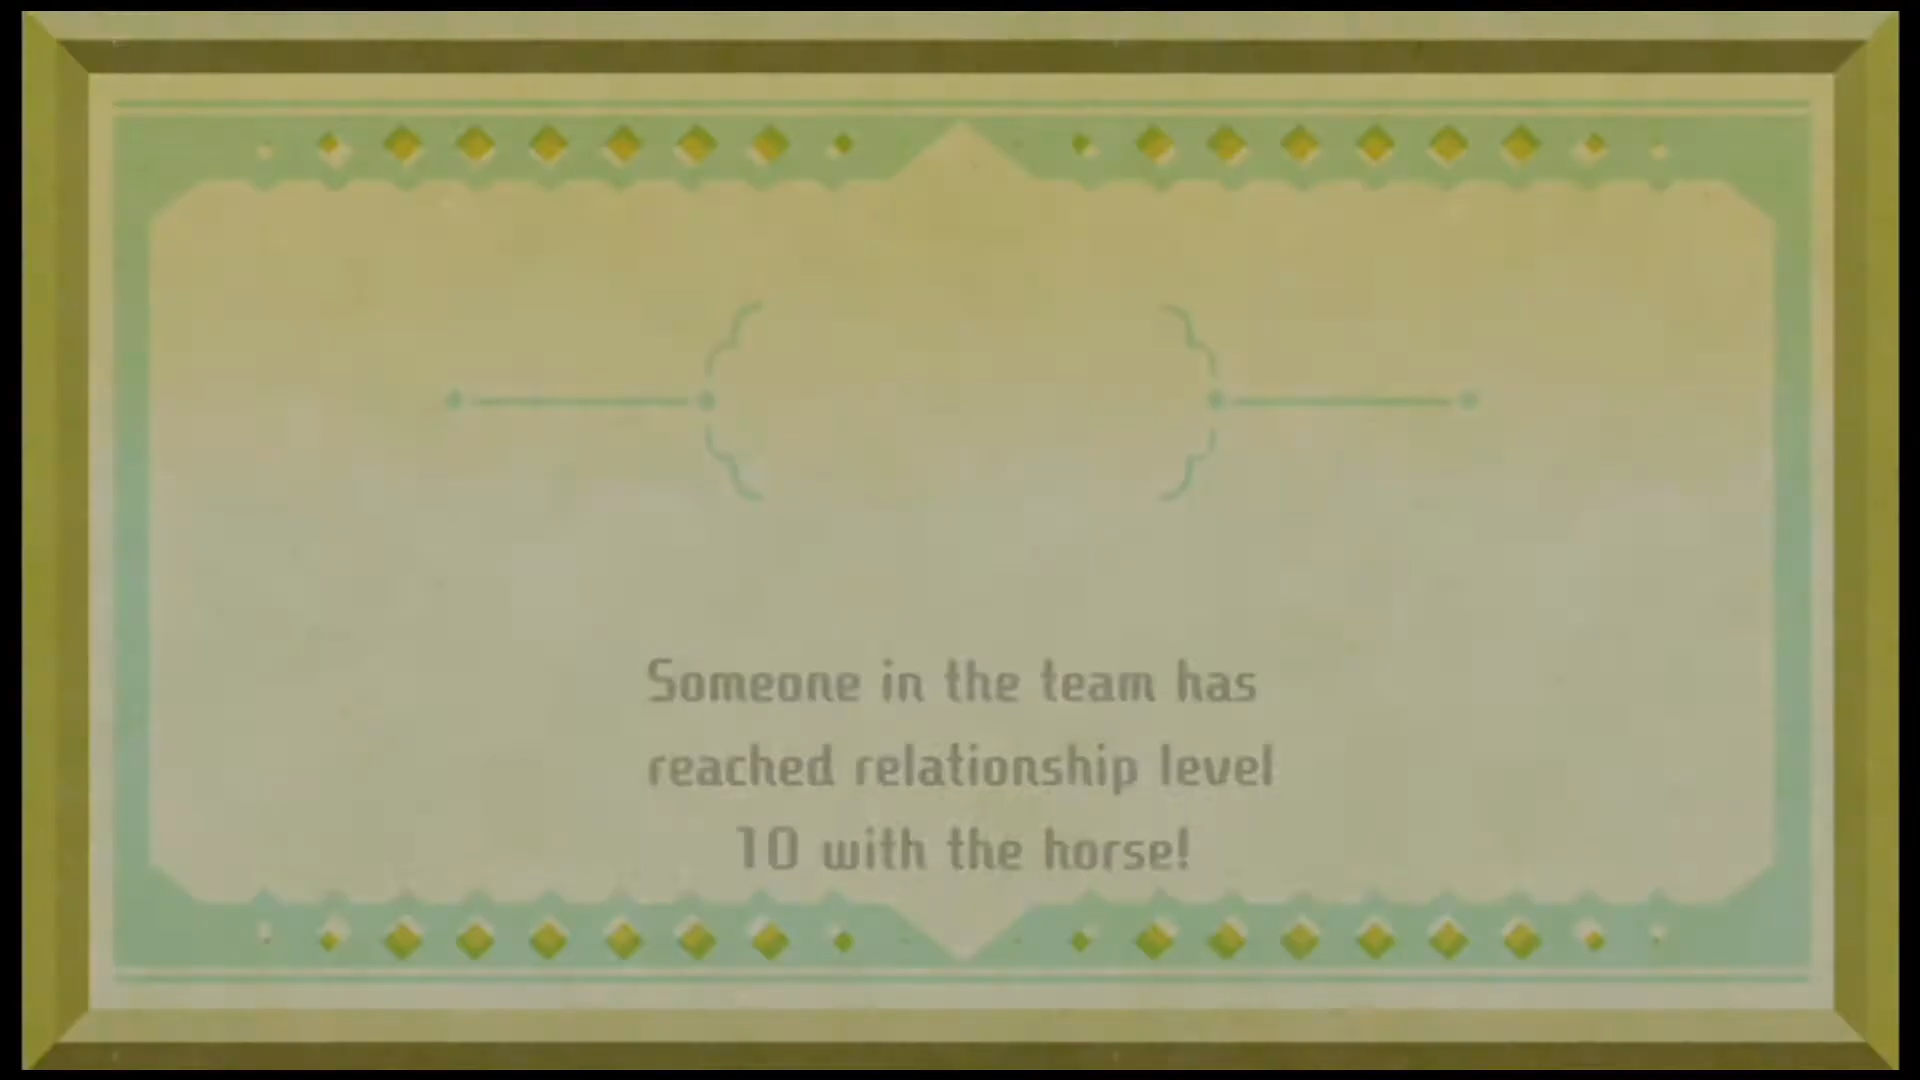 Someone in the team has
reached relationship level
10 with the horse!